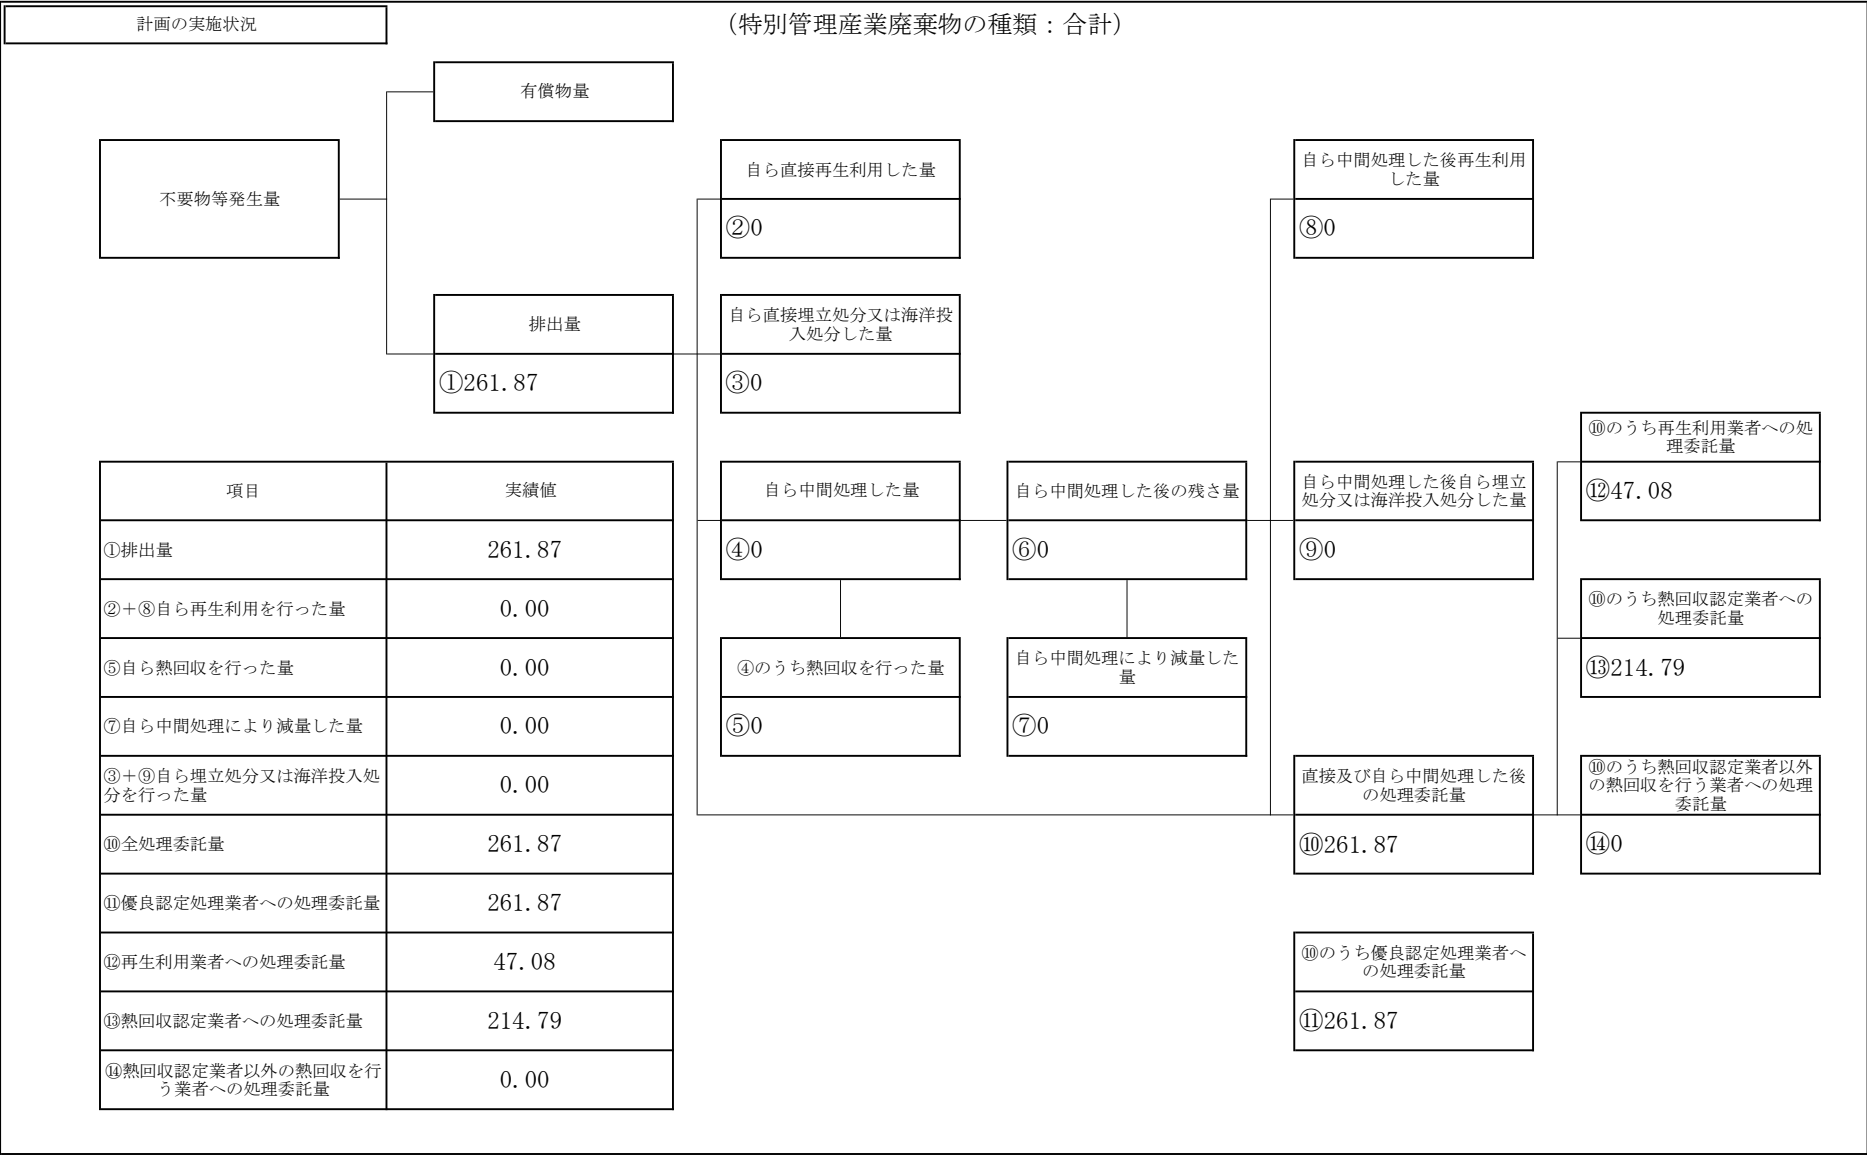 計画の実施状況
（特別管理産業廃棄物の種類：合計）
有償物量
不要物等発生量
自ら直接再生利用した量
②0
自ら中間処理した後再生利用
した量
⑧0
排出量
①261.87
自ら直接埋立処分又は海洋投
入処分した量
③0
⑩のうち再生利用業者への処
理委託量
⑫47.08
自ら中間処理した量
④0
自ら中間処理した後の残さ量
⑥0
自ら中間処理した後自ら埋立
処分又は海洋投入処分した量
⑨0
⑩のうち熱回収認定業者への
処理委託量
⑬214.79
④のうち熱回収を行った量
⑤0
自ら中間処理により減量した
量
⑦0
直接及び自ら中間処理した後
の処理委託量
⑩261.87
⑩のうち熱回収認定業者以外
の熱回収を行う業者への処理
委託量
⑭0
⑩のうち優良認定処理業者へ
の処理委託量
⑪261.87
項目 実績値
①排出量 261.87
②＋⑧自ら再生利用を行った量 0.00
⑤自ら熱回収を行った量 0.00
⑦自ら中間処理により減量した量 0.00
③＋⑨自ら埋立処分又は海洋投入処
分を行った量 0.00
⑩全処理委託量 261.87
⑪優良認定処理業者への処理委託量 261.87
⑫再生利用業者への処理委託量 47.08
⑬熱回収認定業者への処理委託量 214.79
⑭熱回収認定業者以外の熱回収を行
う業者への処理委託量 0.00